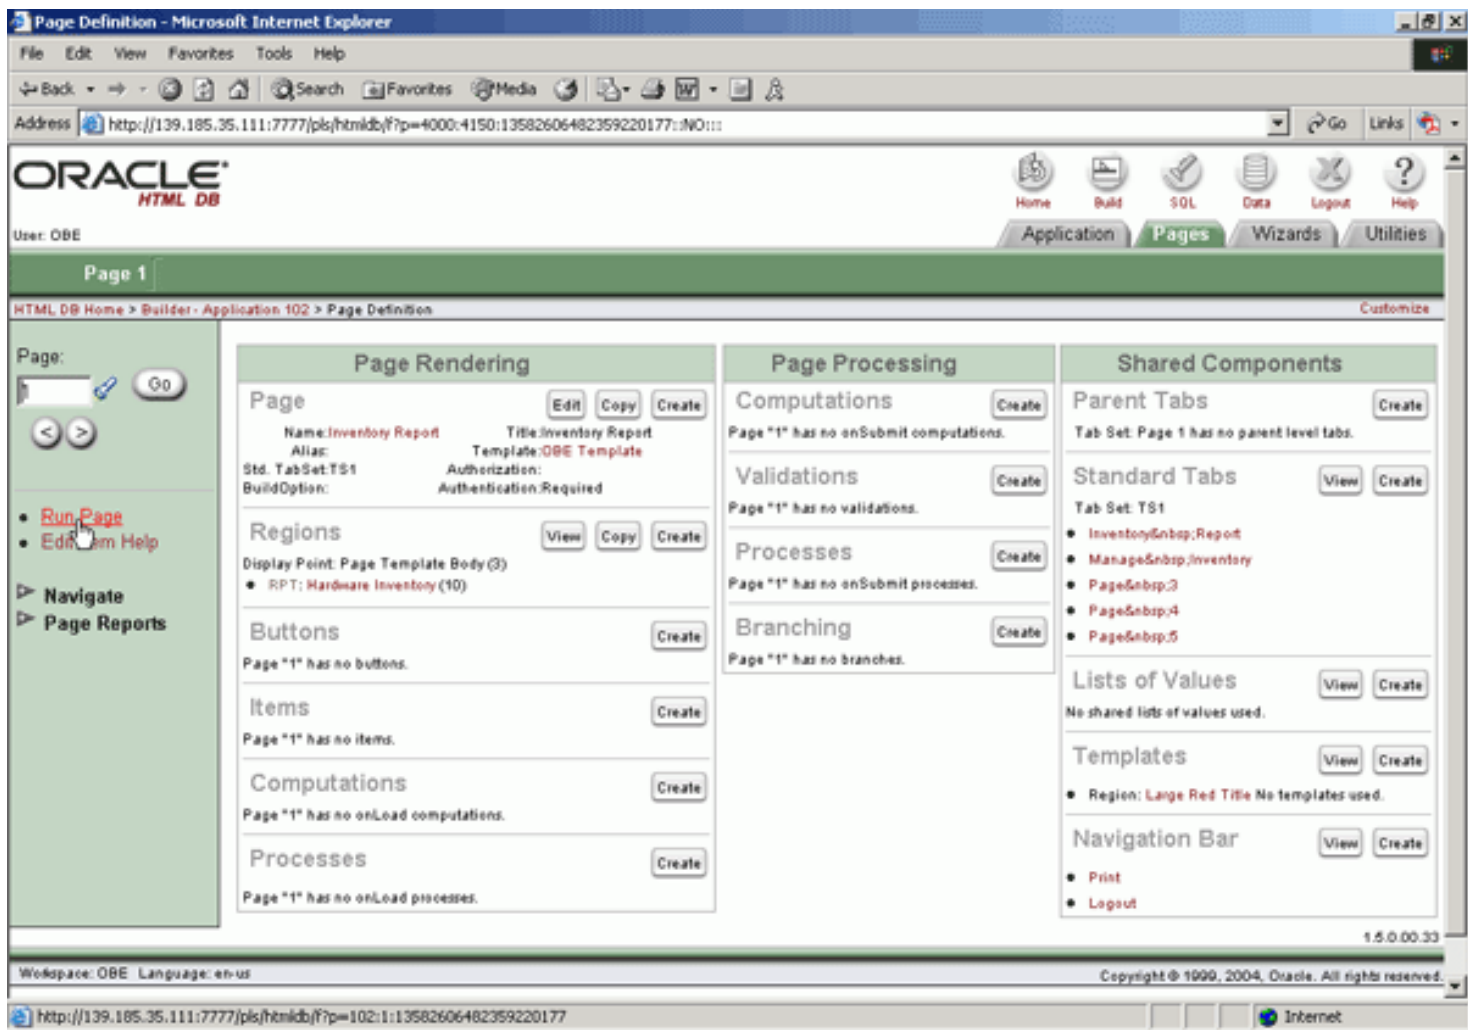 Page Definition - Microsoft Internet Explorer
File Edit View Favorites Tools Help
Back Search Favorites Media
Address http://139.185.35.111:7777/pls/htmldb/f?p=4000:4150:13582606482359220177::NO::: Go Links
ORACLE
HTML DB
Home Build SQL Data Logout Help
User: OBE
Application Pages Wizards Utilities
Page 1
HTML DB Home > Builder - Application 102 > Page Definition Customize
Page:
Go
< >
Run Page
Edit Item Help
Navigate
Page Reports
Page Rendering
Page Edit Copy Create
Name:Inventory Report Title:Inventory Report
Alias: Template:OBE Template
Std. TabSet:TS1 Authorization:
BuildOption: Authentication:Required
Regions View Copy Create
Display Point: Page Template Body (3)
RPT: Hardware Inventory (10)
Buttons Create
Page "1" has no buttons.
Items Create
Page "1" has no items.
Computations Create
Page "1" has no onLoad computations.
Processes Create
Page "1" has no onLoad processes.
Page Processing
Computations Create
Page "1" has no onSubmit computations.
Validations Create
Page "1" has no validations.
Processes Create
Page "1" has no onSubmit processes.
Branching Create
Page "1" has no branches.
Shared Components
Parent Tabs Create
Tab Set: Page 1 has no parent level tabs.
Standard Tabs View Create
Tab Set: TS1
Inventory&nbsp;Report
Manage&nbsp;Inventory
Page&nbsp;3
Page&nbsp;4
Page&nbsp;5
Lists of Values View Create
No shared lists of values used.
Templates View Create
Region: Large Red Title No templates used.
Navigation Bar View Create
Print
Logout
1.5.0.00.33
Workspace: OBE Language: en-us Copyright © 1999, 2004, Oracle. All rights reserved.
http://139.185.35.111:7777/pls/htmldb/f?p=102:1:13582606482359220177 Internet